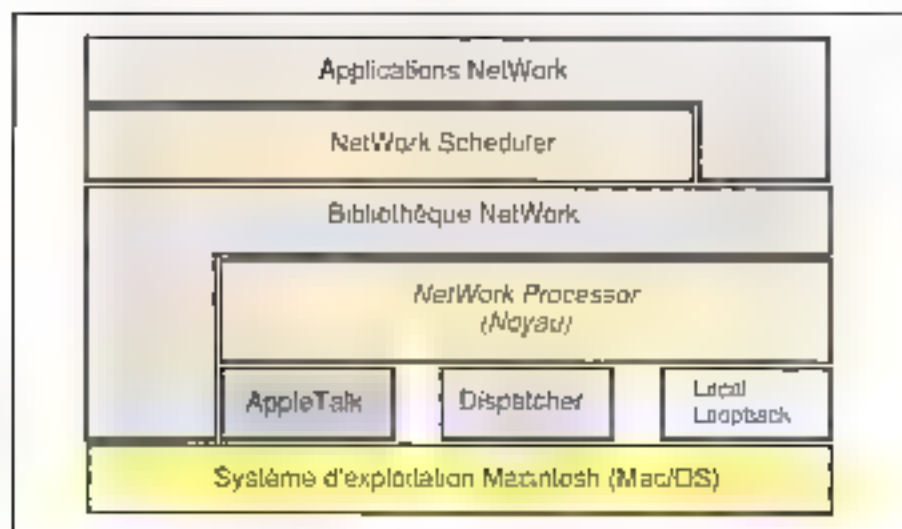 Applications NetWork
NetWork Scheduler
Bibliothèque NetWork
NetWork Processor
(Noyau)
AppleTalk
Dispatcher
Local
Loopback
Système d'exploitation Macintosh (Mac/OS)